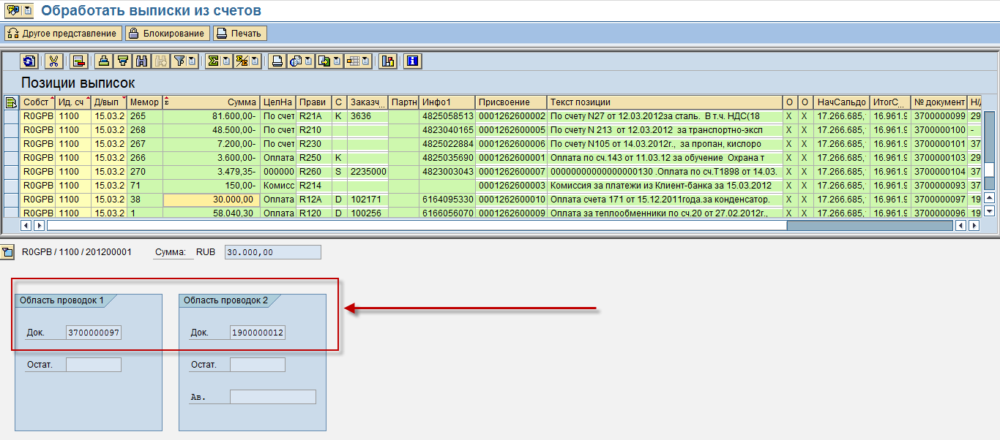 Обработать выписки из счетов
Другое представление Блокирование Печать
Позиции выписок
Собст Ид. сч Д/вып Мемор Сумма ЦелНа Прави С Заказч... Партн Инфо1 Присвоение Текст позиции О О НачСальдо ИтогС... № документ Н/Д
R0GPB 1100 15.03.2 265 81.600,00- По счет R21A K 3636 4825058513 0001262600002 По счету N27 от 12.03.2012за сталь. В т.ч. НДС(18 X X 17.266.685, 16.961.9 3700000099 29
R0GPB 1100 15.03.2 268 48.500,00- По счет R210 4823040165 0001262600005 По счету N 213 от 12.03.2012 за транспортно-эксп X X 17.266.685, 16.961.9 3700000100 -
R0GPB 1100 15.03.2 267 7.200,00- По счет R230 4825022884 0001262600006 По счету N105 от 14.03.2012г., за пропан, кислоро X X 17.266.685, 16.961.9 3700000101 37
R0GPB 1100 15.03.2 266 3.600,00- Оплата R250 K 4825035690 0001262600001 Оплата по сч.143 от 11.03.12 за обучение Охрана т X X 17.266.685, 16.961.9 3700000103 29
R0GPB 1100 15.03.2 270 3.479,35- 000000 R260 S 2235000 4823003043 0001262600007 00000000000000000130 .Оплата по сч.Т1898 от 14.03. X X 17.266.685, 16.961.9 3700000104 37
R0GPB 1100 15.03.2 71 150,00- Комисс R214 0001262600003 Комиссия за платежи из Клиент-банка за 15.03.2012 X X 17.266.685, 16.961.9 3700000093 37
R0GPB 1100 15.03.2 38 30.000,00 Оплата R12A D 102171 6164095330 0001262600010 Оплата счета 171 от 15.12.2011года.за конденсатор. X X 17.266.685, 16.961.9 3700000097 19
R0GPB 1100 15.03.2 1 58.040,30 Оплата R120 D 100256 6166056070 0001262600009 Оплата за теплообменники по сч.20 от 27.02.2012г., X X 17.266.685, 16.961.9 3700000096 19
R0GPB / 1100 / 201200001 Сумма: RUB 30.000,00
Область проводок 1 Область проводок 2
Док. 3700000097 Док. 1900000012
Остат. Остат.
Ав.